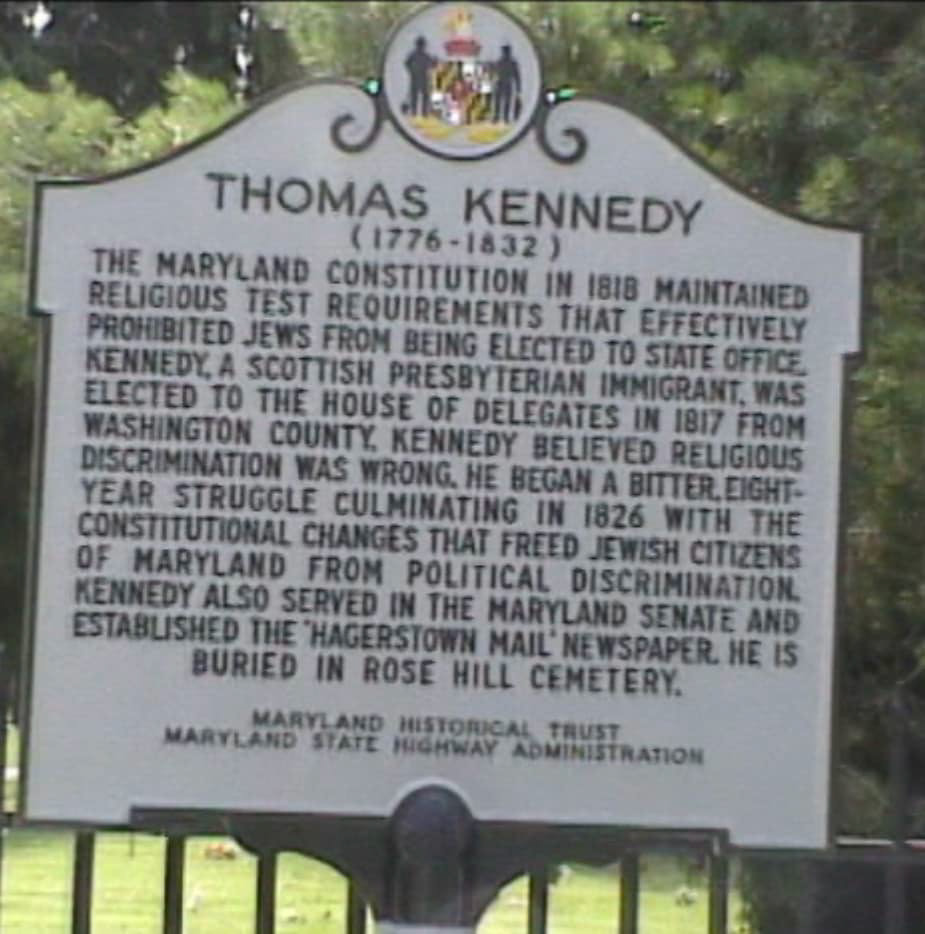 THOMAS KENNEDY
(1776-1832)
THE MARYLAND CONSTITUTION IN 1818 MAINTAINED
RELIGIOUS TEST REQUIREMENTS THAT EFFECTIVELY
PROHIBITED JEWS FROM BEING ELECTED TO STATE OFFICE.
KENNEDY, A SCOTTISH PRESBYTERIAN IMMIGRANT, WAS
ELECTED TO THE HOUSE OF DELEGATES IN 1817 FROM
WASHINGTON COUNTY. KENNEDY BELIEVED RELIGIOUS
DISCRIMINATION WAS WRONG. HE BEGAN A BITTER, EIGHT-
YEAR STRUGGLE CULMINATING IN 1826 WITH THE
CONSTITUTIONAL CHANGES THAT FREED JEWISH CITIZENS
OF MARYLAND FROM POLITICAL DISCRIMINATION.
KENNEDY ALSO SERVED IN THE MARYLAND SENATE AND
ESTABLISHED THE 'HAGERSTOWN MAIL' NEWSPAPER. HE IS
BURIED IN ROSE HILL CEMETERY.
MARYLAND HISTORICAL TRUST
MARYLAND STATE HIGHWAY ADMINISTRATION